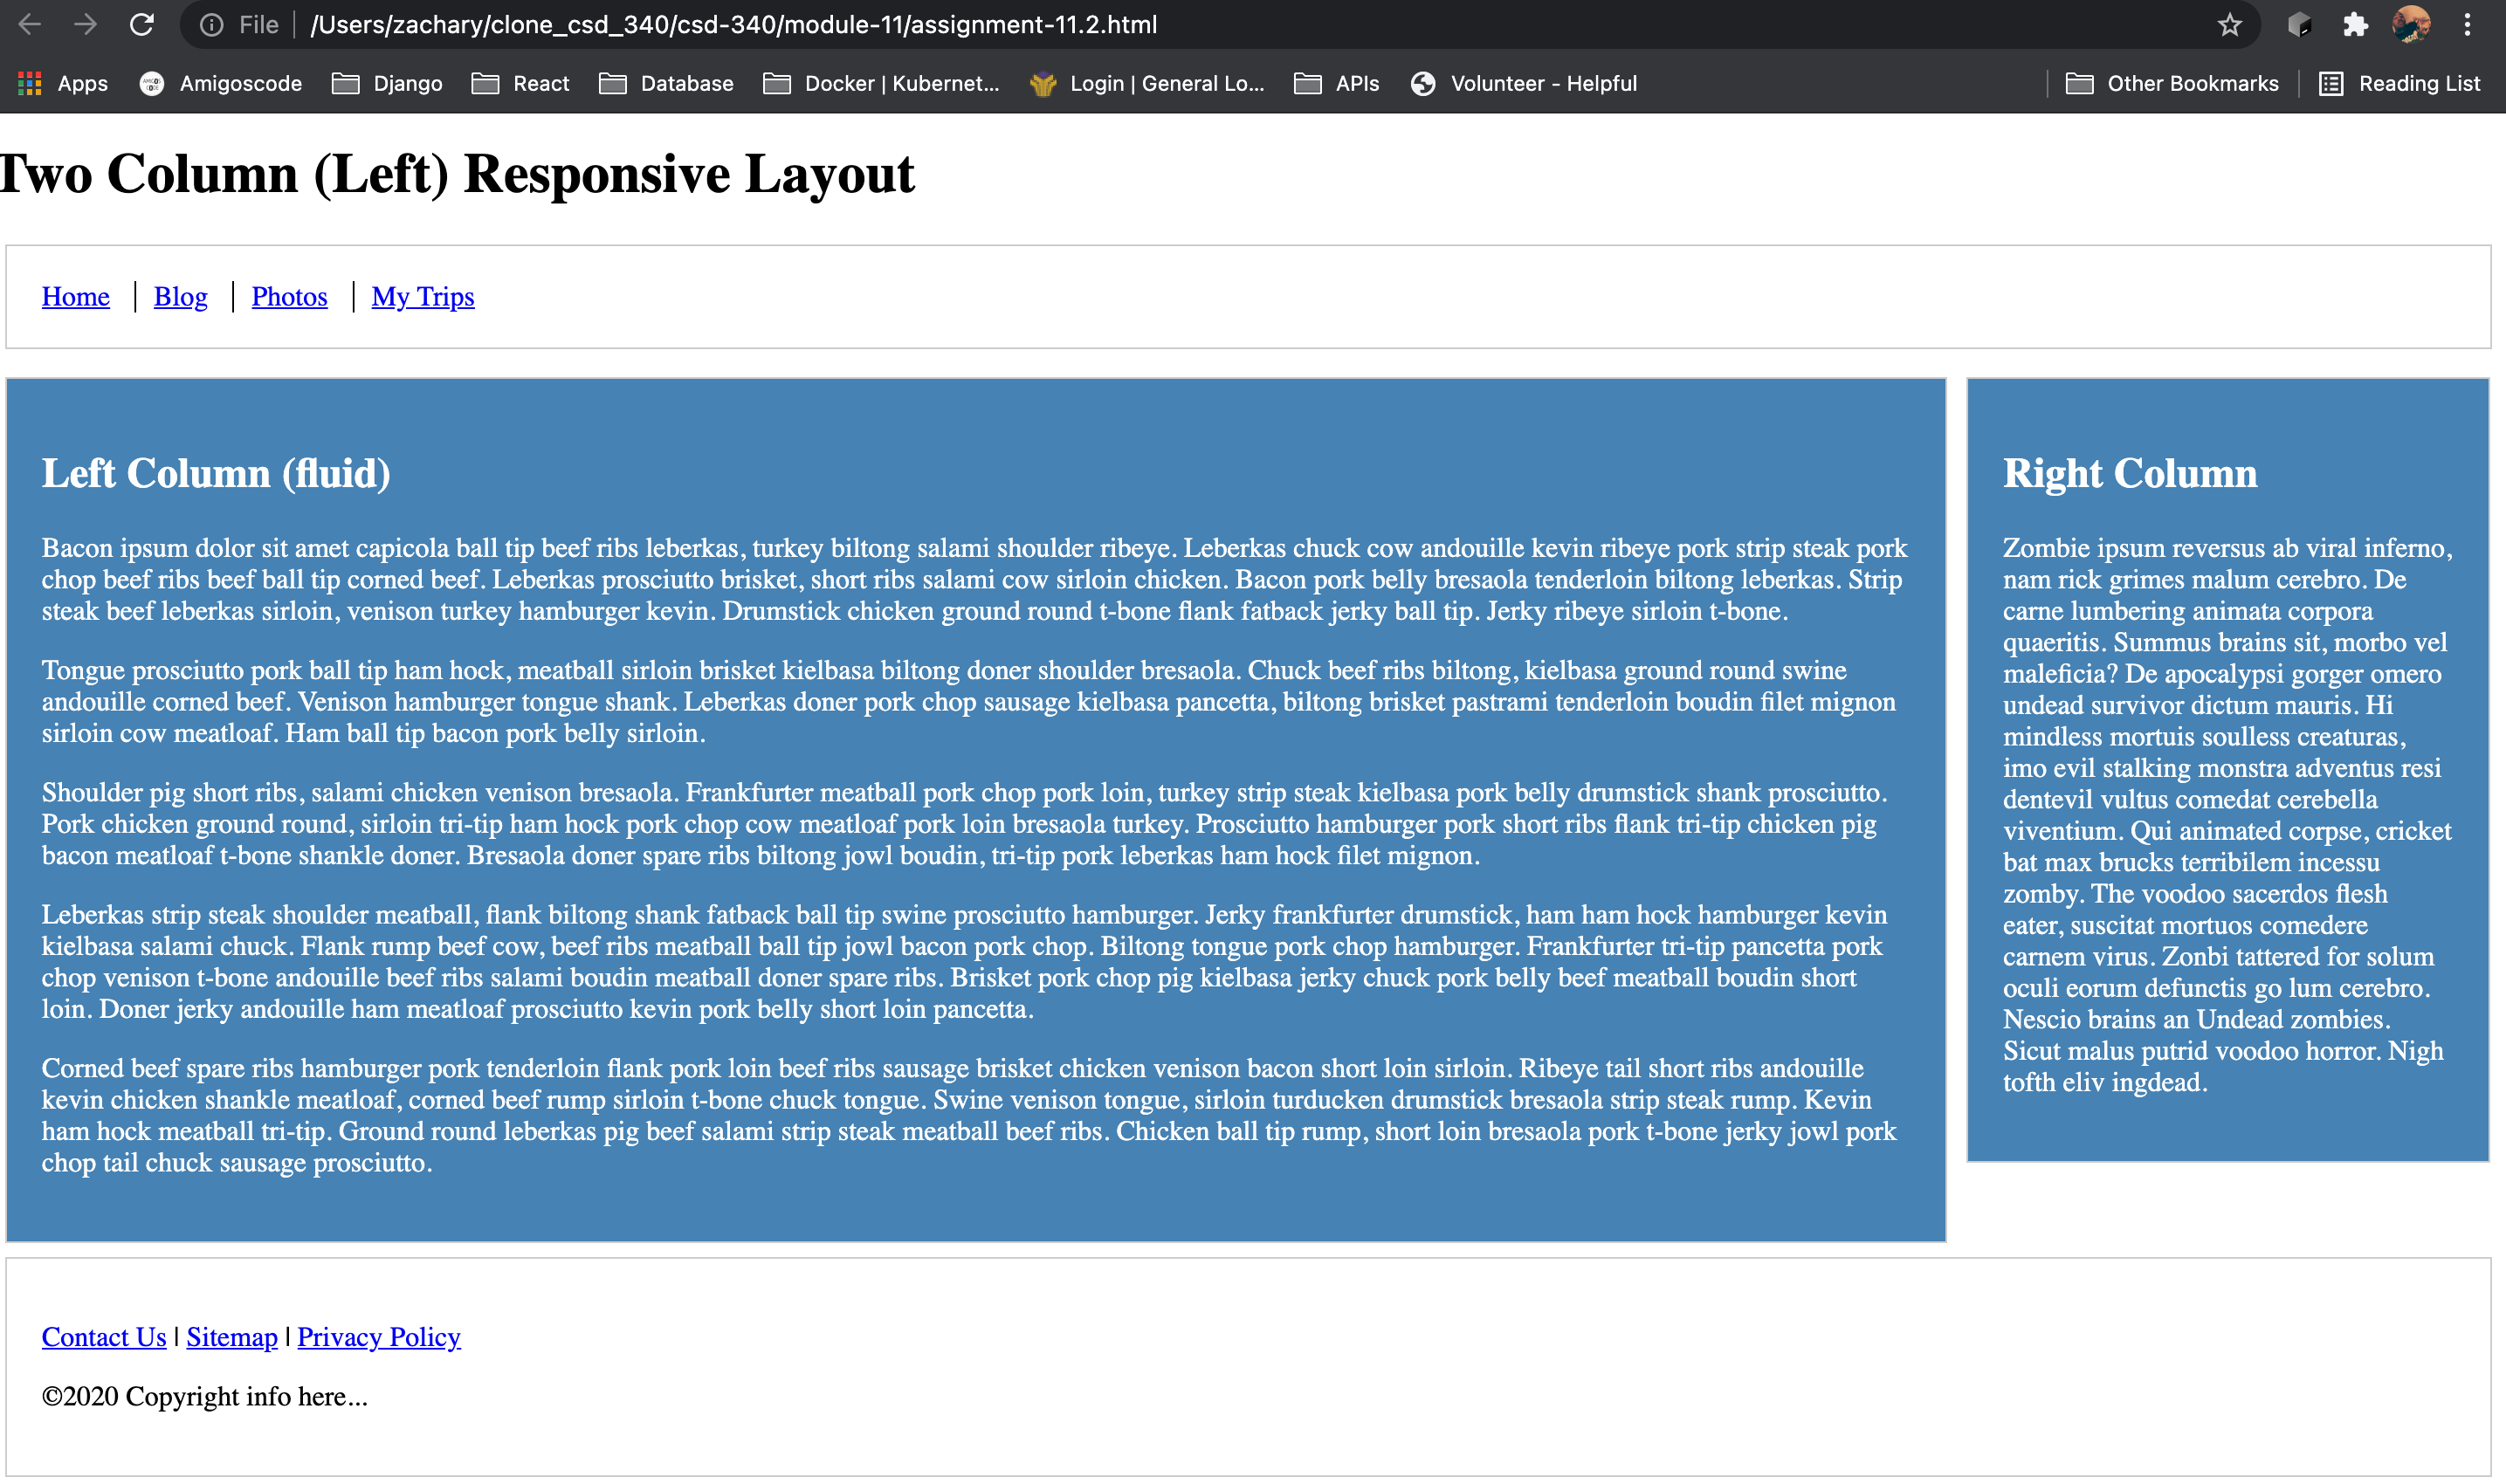 File | /Users/zachary/clone_csd_340/csd-340/module-11/assignment-11.2.html
Apps Amigoscode Django React Database Docker | Kubernet... Login | General Lo... APIs Volunteer - Helpful Other Bookmarks Reading List
Two Column (Left) Responsive Layout
Home | Blog | Photos | My Trips
Left Column (fluid)
Bacon ipsum dolor sit amet capicola ball tip beef ribs leberkas, turkey biltong salami shoulder ribeye. Leberkas chuck cow andouille kevin ribeye pork strip steak pork
chop beef ribs beef ball tip corned beef. Leberkas prosciutto brisket, short ribs salami cow sirloin chicken. Bacon pork belly bresaola tenderloin biltong leberkas. Strip
steak beef leberkas sirloin, venison turkey hamburger kevin. Drumstick chicken ground round t-bone flank fatback jerky ball tip. Jerky ribeye sirloin t-bone.
Tongue prosciutto pork ball tip ham hock, meatball sirloin brisket kielbasa biltong doner shoulder bresaola. Chuck beef ribs biltong, kielbasa ground round swine
andouille corned beef. Venison hamburger tongue shank. Leberkas doner pork chop sausage kielbasa pancetta, biltong brisket pastrami tenderloin boudin filet mignon
sirloin cow meatloaf. Ham ball tip bacon pork belly sirloin.
Shoulder pig short ribs, salami chicken venison bresaola. Frankfurter meatball pork chop pork loin, turkey strip steak kielbasa pork belly drumstick shank prosciutto.
Pork chicken ground round, sirloin tri-tip ham hock pork chop cow meatloaf pork loin bresaola turkey. Prosciutto hamburger pork short ribs flank tri-tip chicken pig
bacon meatloaf t-bone shankle doner. Bresaola doner spare ribs biltong jowl boudin, tri-tip pork leberkas ham hock filet mignon.
Leberkas strip steak shoulder meatball, flank biltong shank fatback ball tip swine prosciutto hamburger. Jerky frankfurter drumstick, ham ham hock hamburger kevin
kielbasa salami chuck. Flank rump beef cow, beef ribs meatball ball tip jowl bacon pork chop. Biltong tongue pork chop hamburger. Frankfurter tri-tip pancetta pork
chop venison t-bone andouille beef ribs salami boudin meatball doner spare ribs. Brisket pork chop pig kielbasa jerky chuck pork belly beef meatball boudin short
loin. Doner jerky andouille ham meatloaf prosciutto kevin pork belly short loin pancetta.
Corned beef spare ribs hamburger pork tenderloin flank pork loin beef ribs sausage brisket chicken venison bacon short loin sirloin. Ribeye tail short ribs andouille
kevin chicken shankle meatloaf, corned beef rump sirloin t-bone chuck tongue. Swine venison tongue, sirloin turducken drumstick bresaola strip steak rump. Kevin
ham hock meatball tri-tip. Ground round leberkas pig beef salami strip steak meatball beef ribs. Chicken ball tip rump, short loin bresaola pork t-bone jerky jowl pork
chop tail chuck sausage prosciutto.
Right Column
Zombie ipsum reversus ab viral inferno,
nam rick grimes malum cerebro. De
carne lumbering animata corpora
quaeritis. Summus brains sit, morbo vel
maleficia? De apocalypsi gorger omero
undead survivor dictum mauris. Hi
mindless mortuis soulless creaturas,
imo evil stalking monstra adventus resi
dentevil vultus comedat cerebella
viventium. Qui animated corpse, cricket
bat max brucks terribilem incessu
zomby. The voodoo sacerdos flesh
eater, suscitat mortuos comedere
carnem virus. Zonbi tattered for solum
oculi eorum defunctis go lum cerebro.
Nescio brains an Undead zombies.
Sicut malus putrid voodoo horror. Nigh
tofth eliv ingdead.
Contact Us | Sitemap | Privacy Policy
©2020 Copyright info here...